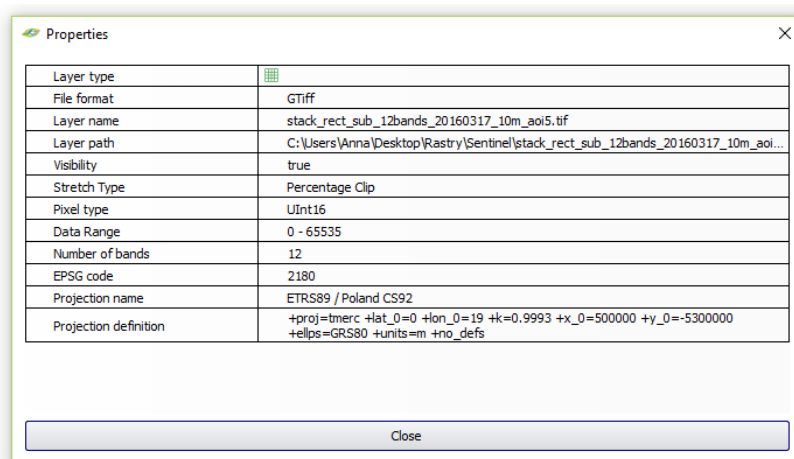 Properties
Layer type
File format GTiff
Layer name stack_rect_sub_12bands_20160317_10m_aoi5.tif
Layer path C:\Users\Anna\Desktop\Rastry\Sentinel\stack_rect_sub_12bands_20160317_10m_aoi...
Visibility true
Stretch Type Percentage Clip
Pixel type UInt16
Data Range 0 - 65535
Number of bands 12
EPSG code 2180
Projection name ETRS89 / Poland CS92
Projection definition +proj=tmerc +lat_0=0 +lon_0=19 +k=0.9993 +x_0=500000 +y_0=-5300000
+ellps=GRS80 +units=m +no_defs
Close